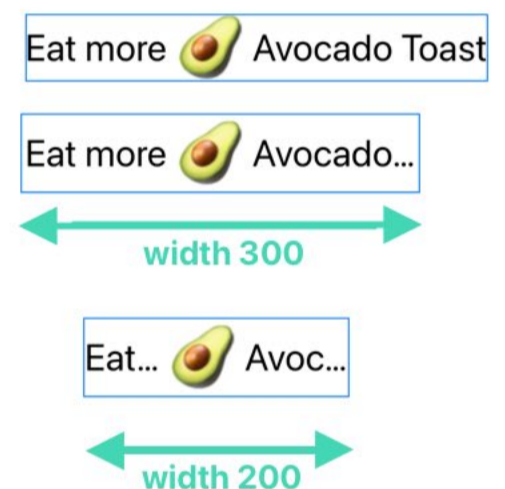 Eat more 🥑 Avocado Toast
Eat more 🥑 Avocado...
width 300
Eat... 🥑 Avoc...
width 200